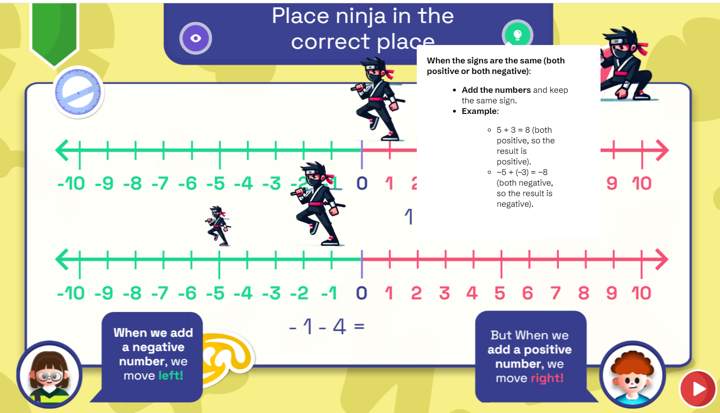 Place ninja in the
correct place
When the signs are the same (both
positive or both negative):
• Add the numbers and keep
the same sign.
• Example:
○ 5 + 3 = 8 (both
positive, so the
result is
positive).
○ −5 + (−3) = −8
(both negative,
so the result is
negative).
-10 -9 -8 -7 -6 -5 -4 -3 -2 -1 0 1 2 9 10
1
-10 -9 -8 -7 -6 -5 -4 -3 -2 -1 0 1 2 3 4 5 6 7 8 9 10
- 1 - 4 =
When we add
a negative
number, we
move left!
But When we
add a positive
number, we
move right!